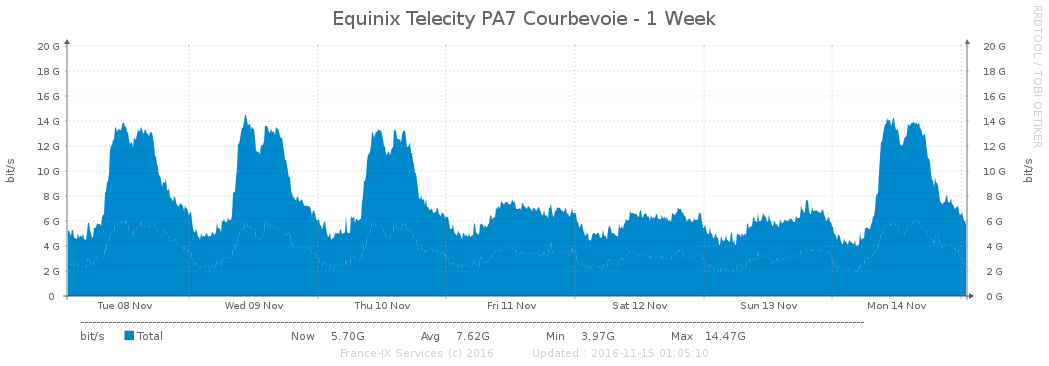 Equinix Telecity PA7 Courbevoie - 1 Week
RRDTOOL / TOBI OETIKER
bit/s
20 G 20 G
18 G 18 G
16 G 16 G
14 G 14 G
12 G 12 G
10 G 10 G
8 G 8 G
6 G 6 G
4 G 4 G
2 G 2 G
0 0 G
bit/s
Tue 08 Nov Wed 09 Nov Thu 10 Nov Fri 11 Nov Sat 12 Nov Sun 13 Nov Mon 14 Nov
bit/s Total Now 5.70G Avg 7.62G Min 3.97G Max 14.47G
France-IX Services (c) 2016 Updated : 2016-11-15 01:05:10